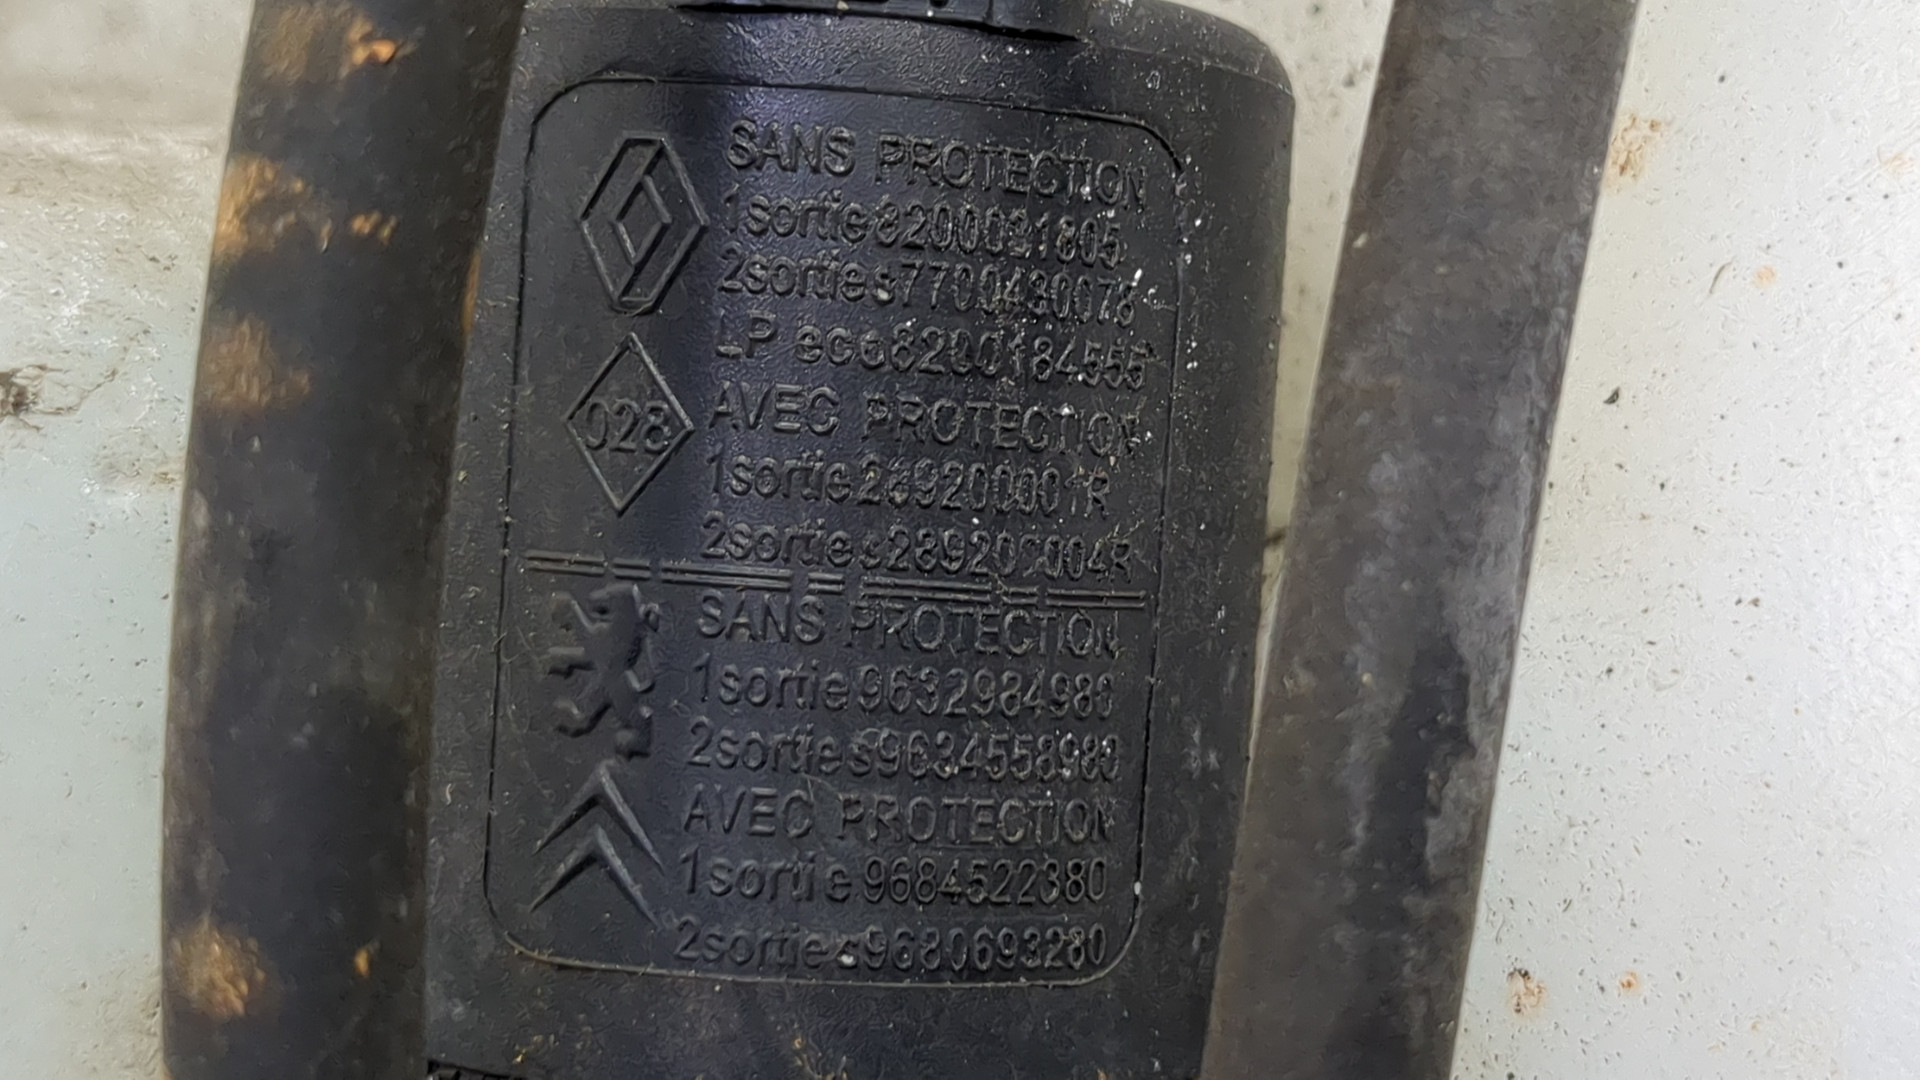 SANS PROTECTION
1sortie 8200021805
2sorties 7700430078
LP eco 8200184555
028
AVEC PROTECTION
1sortie 289200001R
2sorties 289200004R
SANS PROTECTION
1sortie 9632984980
2sorties 9634558980
AVEC PROTECTION
1sortie 9684522380
2sorties 9680693280